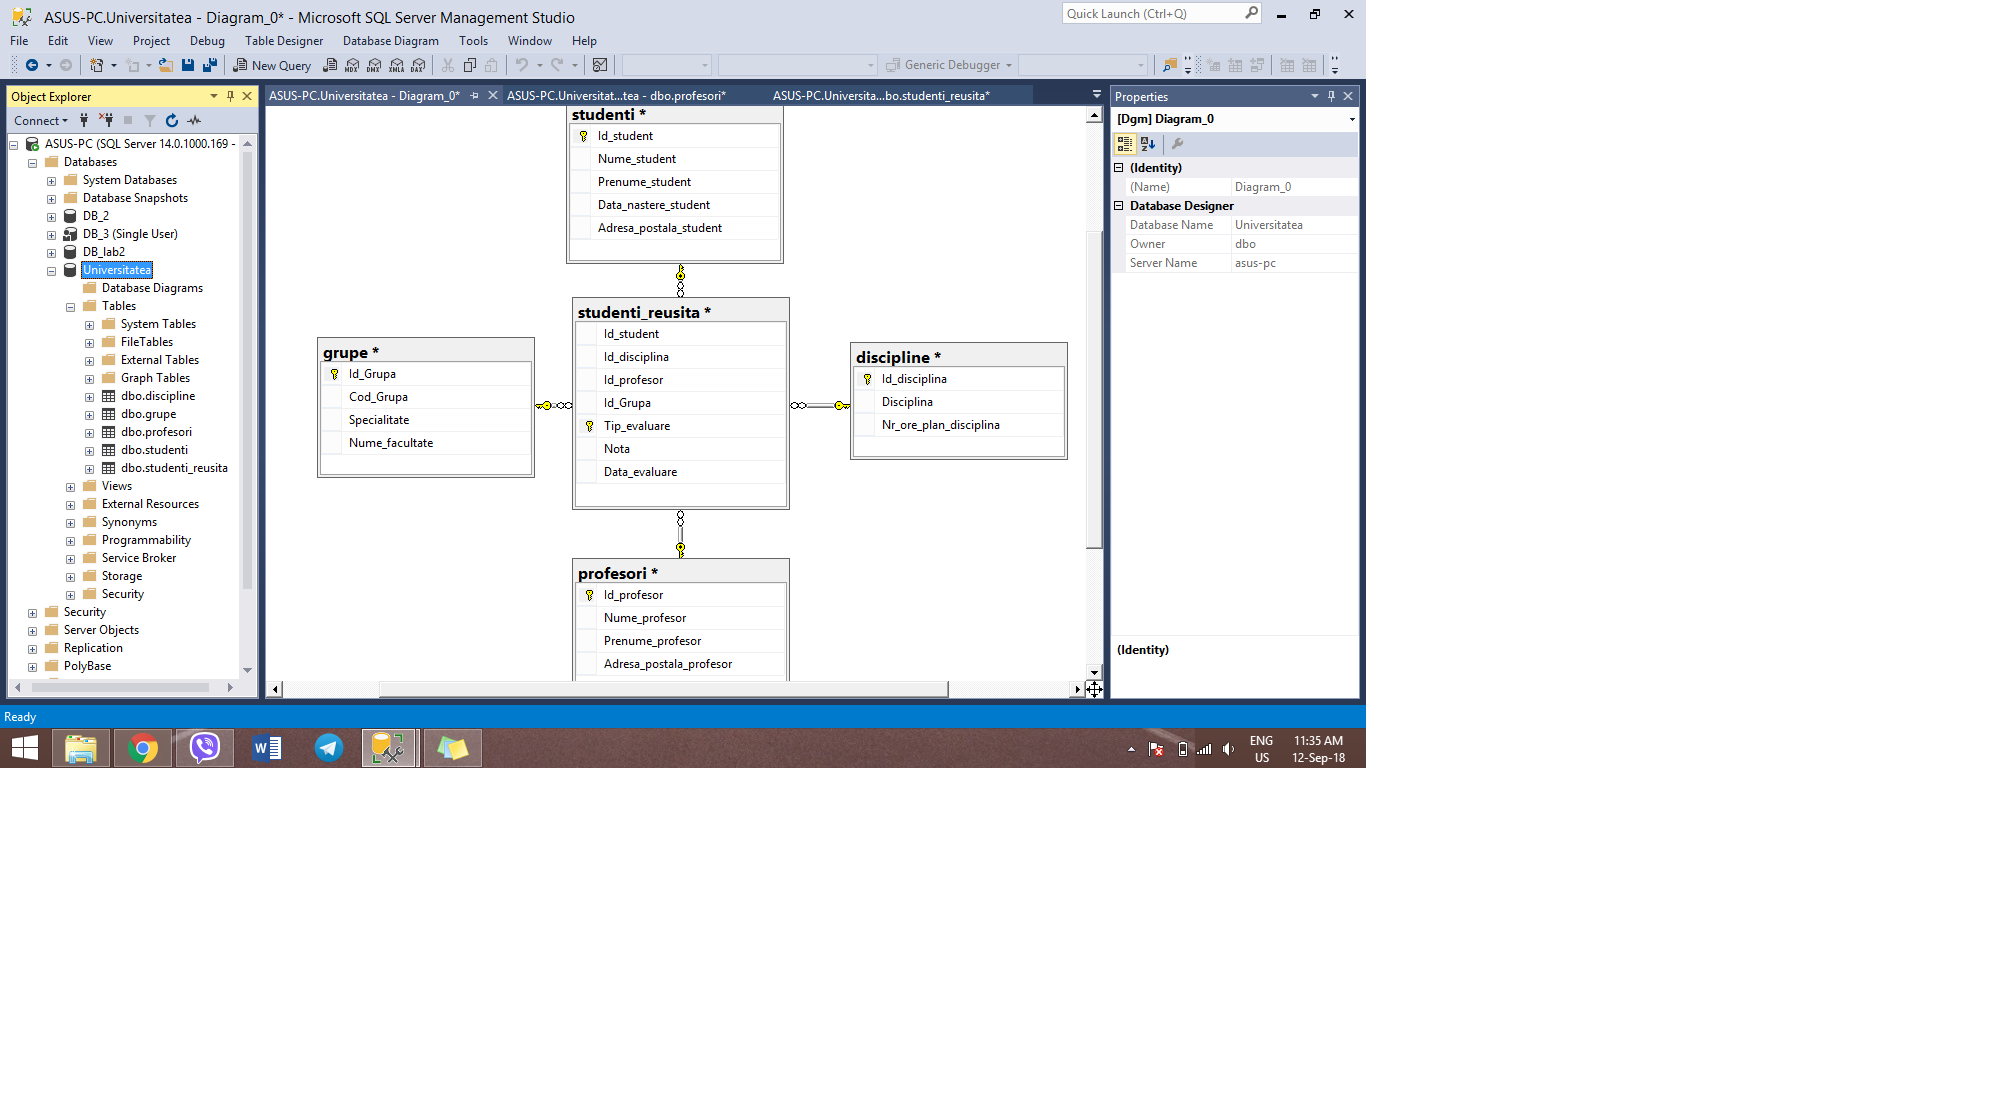 ASUS-PC.Universitatea - Diagram_0* - Microsoft SQL Server Management Studio
Quick Launch (Ctrl+Q)
File Edit View Project Debug Table Designer Database Diagram Tools Window Help
New Query MDX DMX XMLA DAX Generic Debugger
Object Explorer
Connect
ASUS-PC (SQL Server 14.0.1000.169 -
Databases
System Databases
Database Snapshots
DB_2
DB_3 (Single User)
DB_lab2
Universitatea
Database Diagrams
Tables
System Tables
FileTables
External Tables
Graph Tables
dbo.discipline
dbo.grupe
dbo.profesori
dbo.studenti
dbo.studenti_reusita
Views
External Resources
Synonyms
Programmability
Service Broker
Storage
Security
Security
Server Objects
Replication
PolyBase
ASUS-PC.Universitatea - Diagram_0* ASUS-PC.Universitat...tea - dbo.profesori* ASUS-PC.Universita...bo.studenti_reusita*
studenti *
Id_student
Nume_student
Prenume_student
Data_nastere_student
Adresa_postala_student
studenti_reusita *
Id_student
Id_disciplina
Id_profesor
Id_Grupa
Tip_evaluare
Nota
Data_evaluare
grupe *
Id_Grupa
Cod_Grupa
Specialitate
Nume_facultate
discipline *
Id_disciplina
Disciplina
Nr_ore_plan_disciplina
profesori *
Id_profesor
Nume_profesor
Prenume_profesor
Adresa_postala_profesor
Properties
[Dgm] Diagram_0
(Identity)
(Name) Diagram_0
Database Designer
Database Name Universitatea
Owner dbo
Server Name asus-pc
(Identity)
Ready
ENG
US
11:35 AM
12-Sep-18